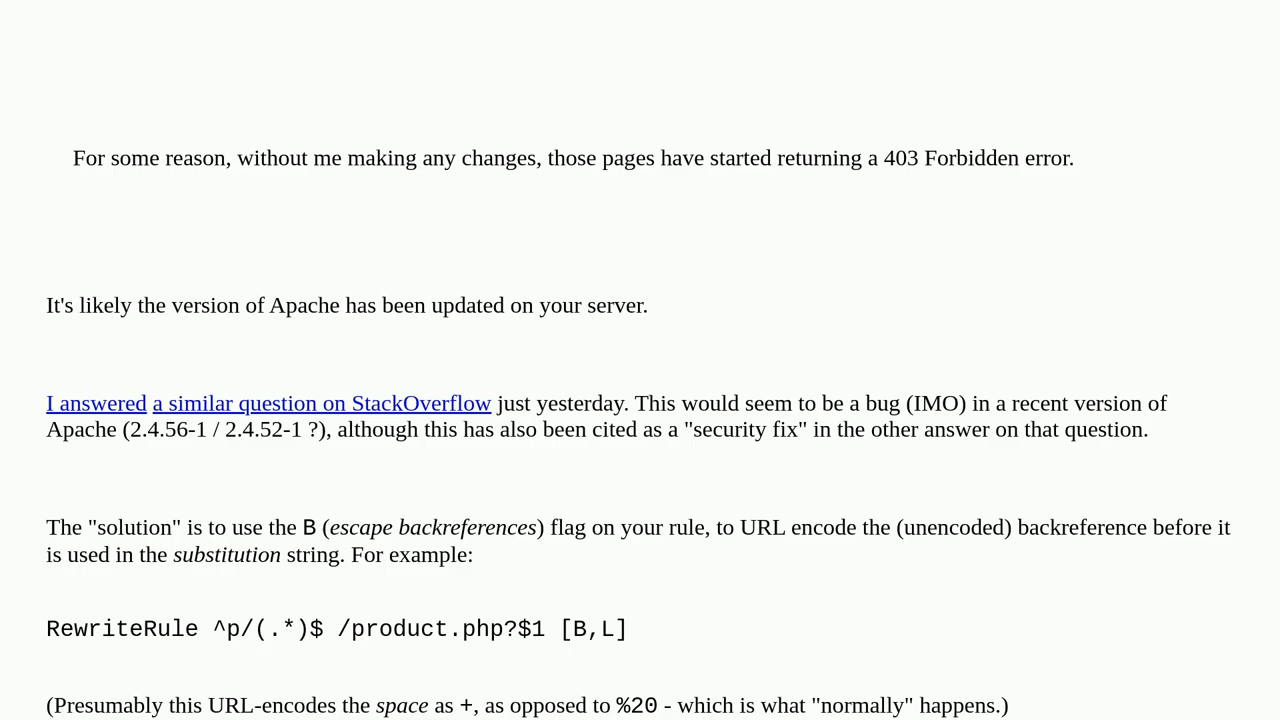 For some reason, without me making any changes, those pages have started returning a 403 Forbidden error.
It's likely the version of Apache has been updated on your server.
I answered a similar question on StackOverflow just yesterday. This would seem to be a bug (IMO) in a recent version of
Apache (2.4.56-1 / 2.4.52-1 ?), although this has also been cited as a "security fix" in the other answer on that question.
The "solution" is to use the B (escape backreferences) flag on your rule, to URL encode the (unencoded) backreference before it
is used in the substitution string. For example:
RewriteRule ^p/(.*)$ /product.php?$1 [B,L]
(Presumably this URL-encodes the space as +, as opposed to %20 - which is what "normally" happens.)